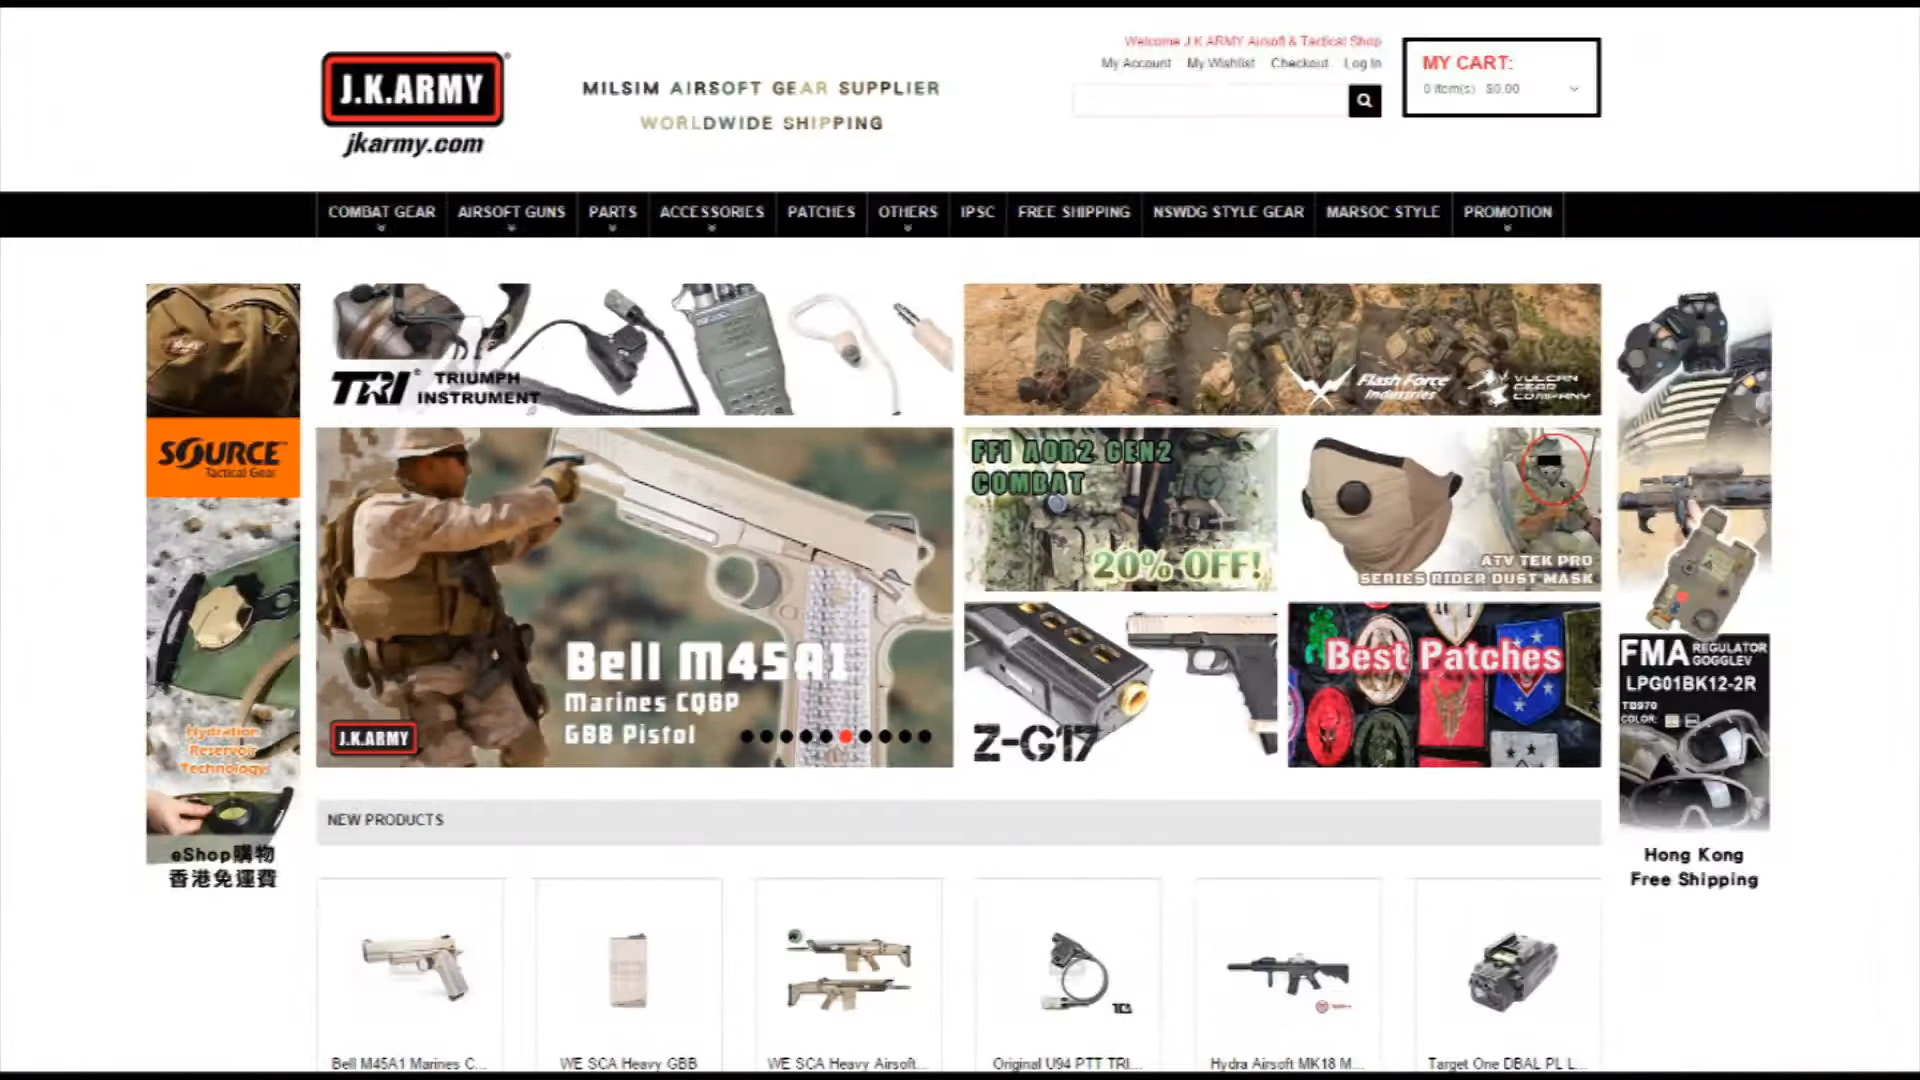 Welcome J.K.ARMY Airsoft & Tactical Shop
My Account My Wishlist Checkout Log In
MY CART:
0 item(s) $0.00
J.K.ARMY
jkarmy.com
MILSIM AIRSOFT GEAR SUPPLIER
WORLDWIDE SHIPPING
COMBAT GEAR AIRSOFT GUNS PARTS ACCESSORIES PATCHES OTHERS IPSC FREE SHIPPING NSWDG STYLE GEAR MARSOC STYLE PROMOTION
SOURCE
Tactical Gear
Hydration
Reservoir
Technology
eShop購物
香港免運費
TRI TRIUMPH
INSTRUMENT
Flash Force
Industries
VULCAN
GEAR
COMPANY
Bell M45A1
Marines CQBP
GBB Pistol
J.K.ARMY
FFI AOR2 GEN2
COMBAT
20% OFF!
ATV TEK PRO
SERIES RIDER DUST MASK
Z-G17
Best Patches
FMA REGULATOR
GOGGLEV
LPG01BK12-2R
TB970
COLOR:
Hong Kong
Free Shipping
NEW PRODUCTS
Bell M45A1 Marines C...
WE SCA Heavy GBB
WE SCA Heavy Airsoft...
Original U94 PTT TRI...
Hydra Airsoft MK18 M...
Target One DBAL PL L...